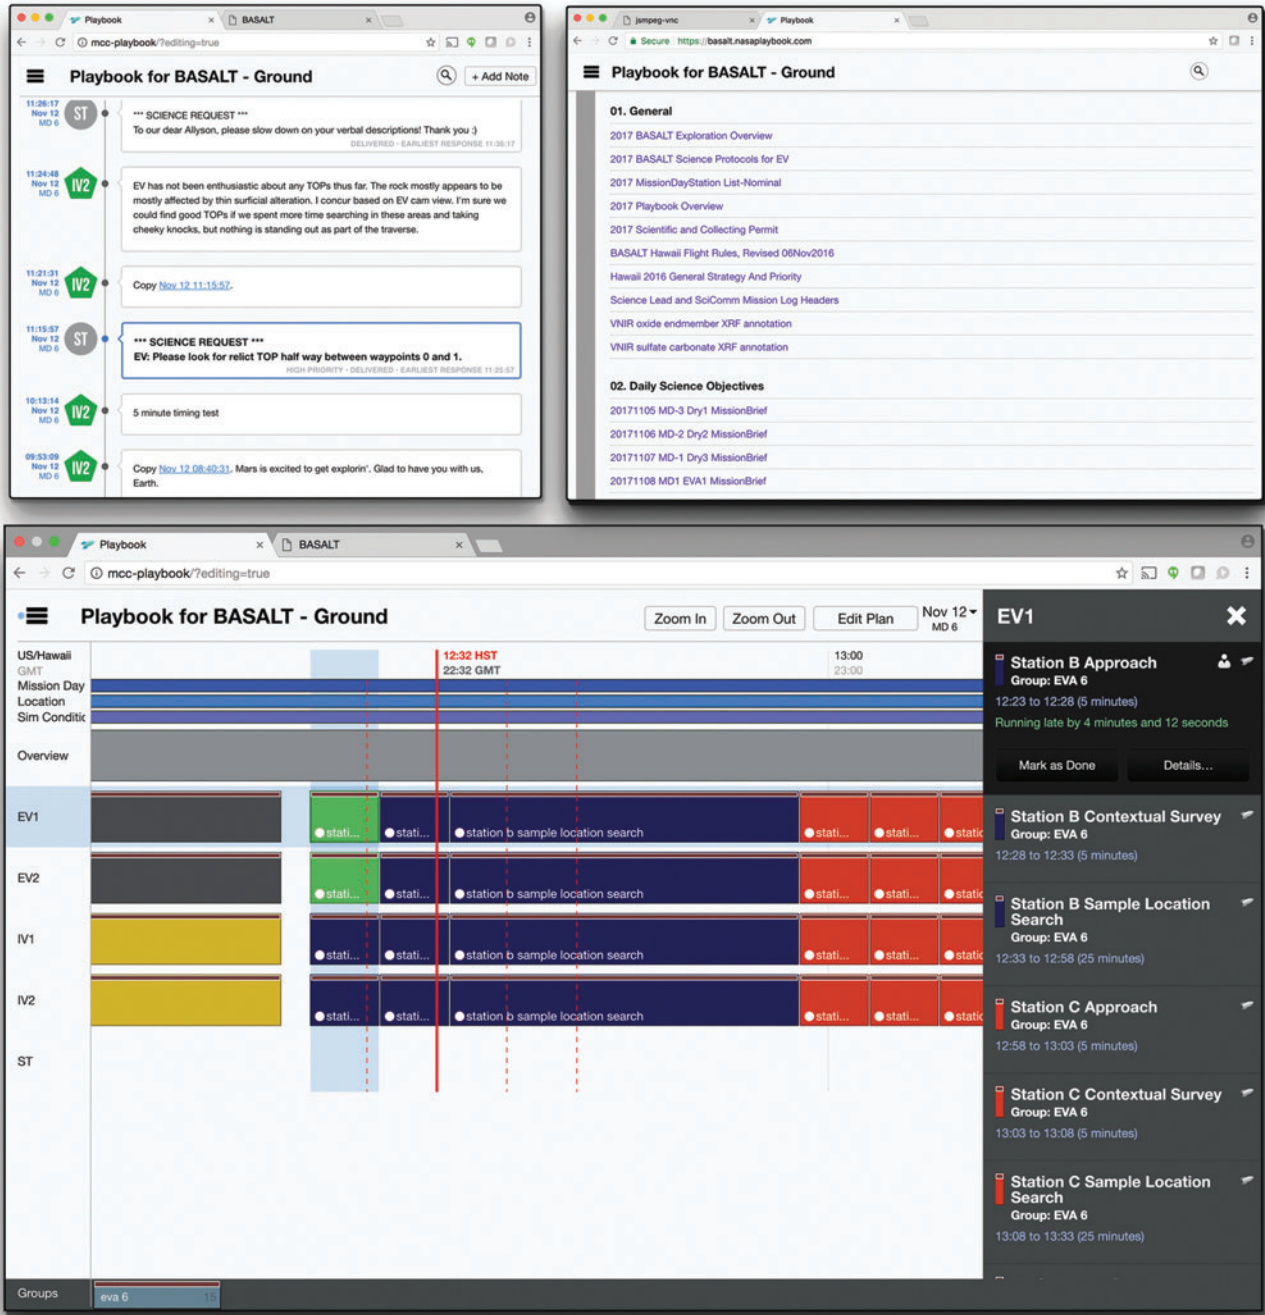 Playbook
BASALT
mcc-playbook/?editing=true
Playbook for BASALT - Ground
+ Add Note
11:26:17
Nov 12
MD 6
ST
*** SCIENCE REQUEST ***
To our dear Allyson, please slow down on your verbal descriptions! Thank you :)
DELIVERED - EARLIEST RESPONSE 11:36:17
11:24:48
Nov 12
MD 6
IV2
EV has not been enthusiastic about any TOPs thus far. The rock mostly appears to be
mostly affected by thin surficial alteration. I concur based on EV cam view. I'm sure we
could find good TOPs if we spent more time searching in these areas and taking
cheeky knocks, but nothing is standing out as part of the traverse.
11:21:31
Nov 12
MD 6
IV2
Copy Nov 12 11:15:57.
11:15:57
Nov 12
MD 6
ST
*** SCIENCE REQUEST ***
EV: Please look for relict TOP half way between waypoints 0 and 1.
HIGH PRIORITY - DELIVERED - EARLIEST RESPONSE 11:25:57
10:13:14
Nov 12
MD 6
IV2
5 minute timing test
09:53:09
Nov 12
MD 6
IV2
Copy Nov 12 08:40:31. Mars is excited to get explorin'. Glad to have you with us,
Earth.
jsmpeg-vnc
Playbook
Secure https://basalt.nasaplaybook.com
Playbook for BASALT - Ground
01. General
2017 BASALT Exploration Overview
2017 BASALT Science Protocols for EV
2017 MissionDayStation List-Nominal
2017 Playbook Overview
2017 Scientific and Collecting Permit
BASALT Hawaii Flight Rules, Revised 06Nov2016
Hawaii 2016 General Strategy And Priority
Science Lead and SciComm Mission Log Headers
VNIR oxide endmember XRF annotation
VNIR sulfate carbonate XRF annotation
02. Daily Science Objectives
20171105 MD-3 Dry1 MissionBrief
20171106 MD-2 Dry2 MissionBrief
20171107 MD-1 Dry3 MissionBrief
20171108 MD1 EVA1 MissionBrief
Playbook
BASALT
mcc-playbook/?editing=true
Playbook for BASALT - Ground
Zoom In
Zoom Out
Edit Plan
Nov 12
MD 6
US/Hawaii
12:32 HST
13:00
GMT
22:32 GMT
23:00
Mission Day
Location
Sim Conditic
Overview
EV1
stati...
stati...
station b sample location search
stati...
stati...
static
EV2
stati...
stati...
station b sample location search
stati...
stati...
static
IV1
stati...
stati...
station b sample location search
stati...
stati...
static
IV2
stati...
stati...
station b sample location search
stati...
stati...
static
ST
Groups
eva 6
15
EV1
Station B Approach
Group: EVA 6
12:23 to 12:28 (5 minutes)
Running late by 4 minutes and 12 seconds
Mark as Done
Details...
Station B Contextual Survey
Group: EVA 6
12:28 to 12:33 (5 minutes)
Station B Sample Location
Search
Group: EVA 6
12:33 to 12:58 (25 minutes)
Station C Approach
Group: EVA 6
12:58 to 13:03 (5 minutes)
Station C Contextual Survey
Group: EVA 6
13:03 to 13:08 (5 minutes)
Station C Sample Location
Search
Group: EVA 6
13:08 to 13:33 (25 minutes)